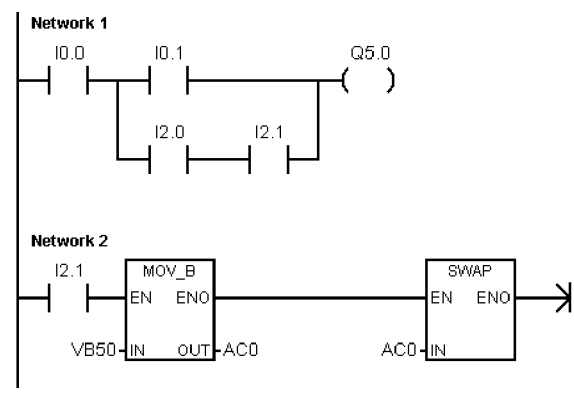 Network 1
I0.0 I0.1 Q5.0
I2.0 I2.1
Network 2
I2.1 MOV_B SWAP
EN ENO EN ENO
VB50 IN OUT AC0 AC0 IN